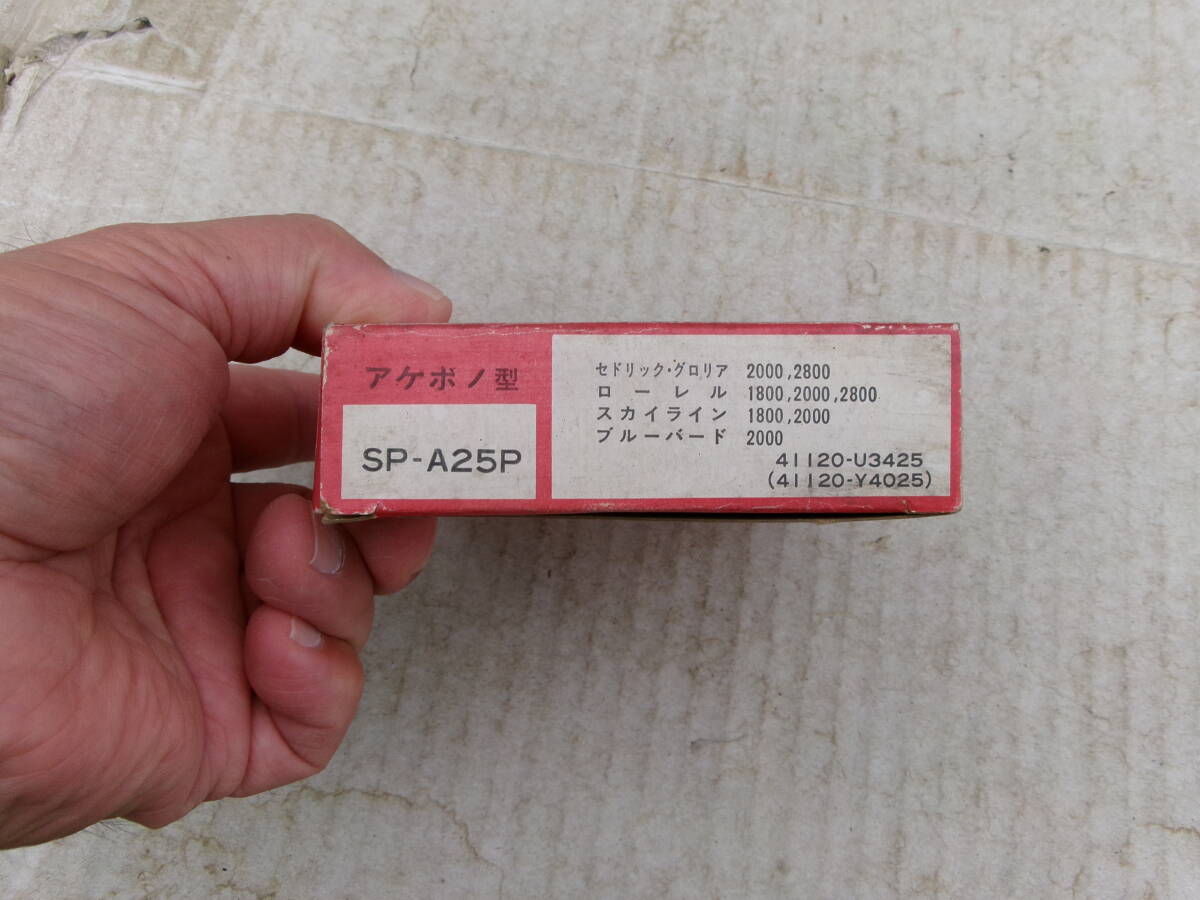 アケボノ型
SP-A25P
セドリック・グロリア 2000,2800
ローレル 1800,2000,2800
スカイライン 1800,2000
ブルーバード 2000
41120-U3425
(41120-Y4025)